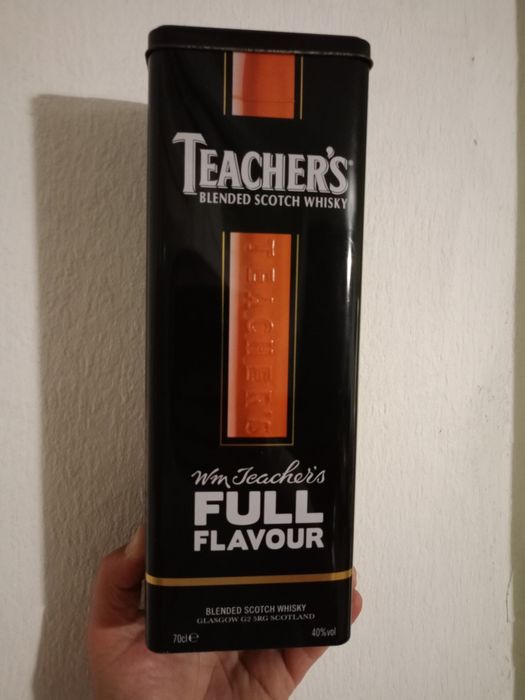 TEACHER'S®
BLENDED SCOTCH WHISKY
TEACHER'S
Wm Teacher's
FULL
FLAVOUR
BLENDED SCOTCH WHISKY
GLASGOW G2 5RG SCOTLAND
70cl ℮ 40%vol